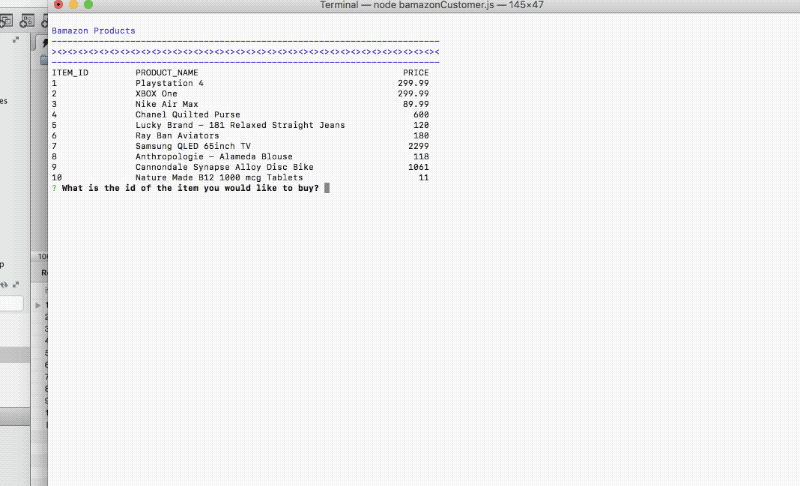 Terminal — node bamazonCustomer.js — 145×47
Bamazon Products
------------------------------------------------------------------------
><><><><><><><><><><><><><><><><><><><><><><><><><><><><><><><><><><><><
------------------------------------------------------------------------
ITEM_ID PRODUCT_NAME PRICE
1 Playstation 4 299.99
2 XBOX One 299.99
3 Nike Air Max 89.99
4 Chanel Quilted Purse 600
5 Lucky Brand - 181 Relaxed Straight Jeans 120
6 Ray Ban Aviators 180
7 Samsung QLED 65inch TV 2299
8 Anthropologie - Alameda Blouse 118
9 Cannondale Synapse Alloy Disc Bike 1061
10 Nature Made B12 1000 mcg Tablets 11
? What is the id of the item you would like to buy?